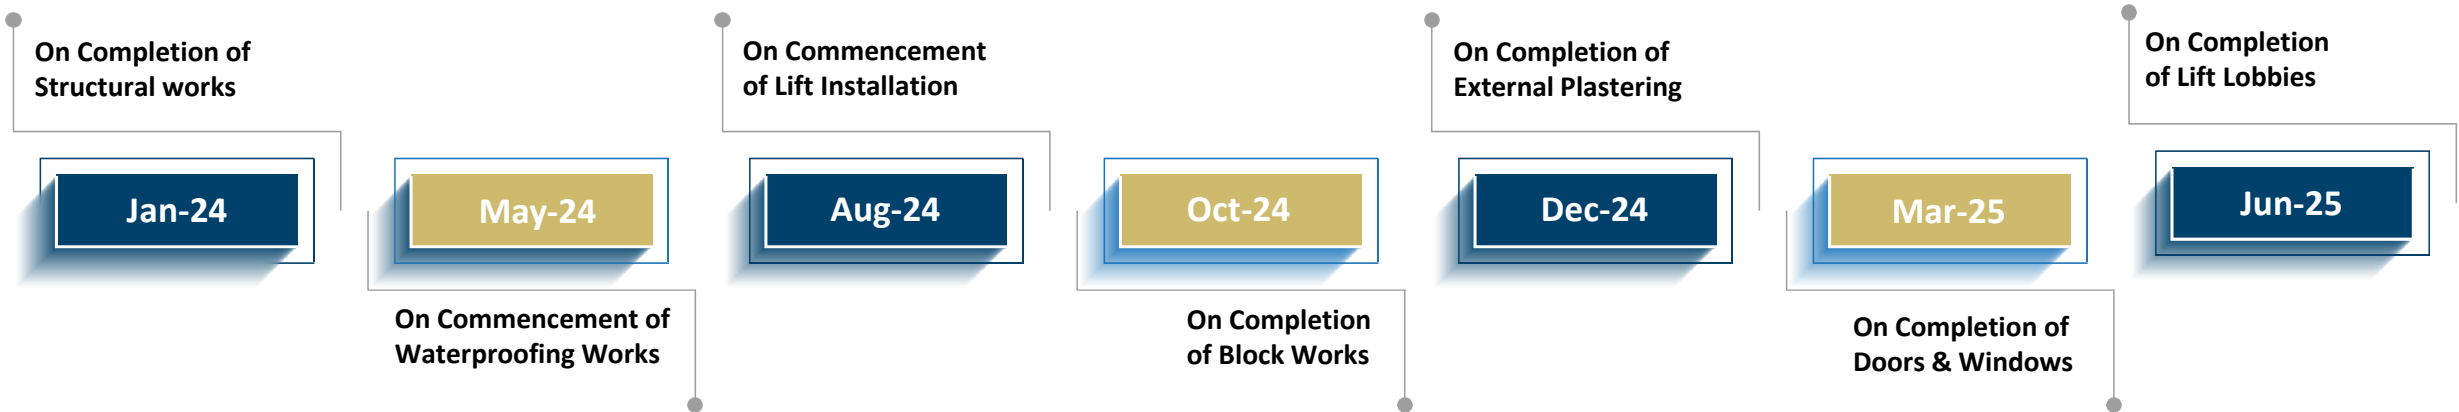 On Completion of
Structural works
Jan-24
May-24
On Commencement of
Waterproofing Works
On Commencement
of Lift Installation
Aug-24
Oct-24
On Completion
of Block Works
On Completion of
External Plastering
Dec-24
Mar-25
On Completion of
Doors & Windows
On Completion
of Lift Lobbies
Jun-25